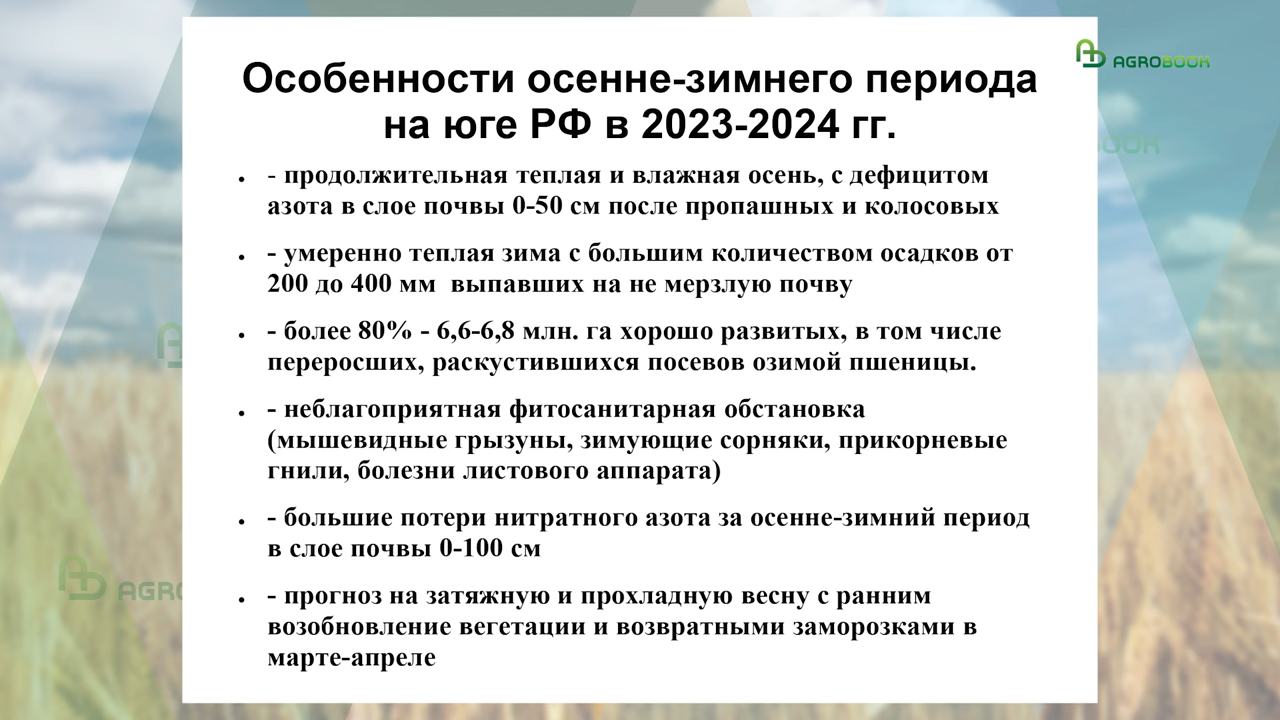 Особенности осенне-зимнего периода
на юге РФ в 2023-2024 гг.
AGROBOOK
BOOK
• - продолжительная теплая и влажная осень, с дефицитом
азота в слое почвы 0-50 см после пропашных и колосовых
• - умеренно теплая зима с большим количеством осадков от
200 до 400 мм выпавших на не мерзлую почву
• - более 80% - 6,6-6,8 млн. га хорошо развитых, в том числе
переросших, раскустившихся посевов озимой пшеницы.
• - неблагоприятная фитосанитарная обстановка
(мышевидные грызуны, зимующие сорняки, прикорневые
гнили, болезни листового аппарата)
• - большие потери нитратного азота за осенне-зимний период
в слое почвы 0-100 см
AGRO
• - прогноз на затяжную и прохладную весну с ранним
возобновление вегетации и возвратными заморозками в
марте-апреле